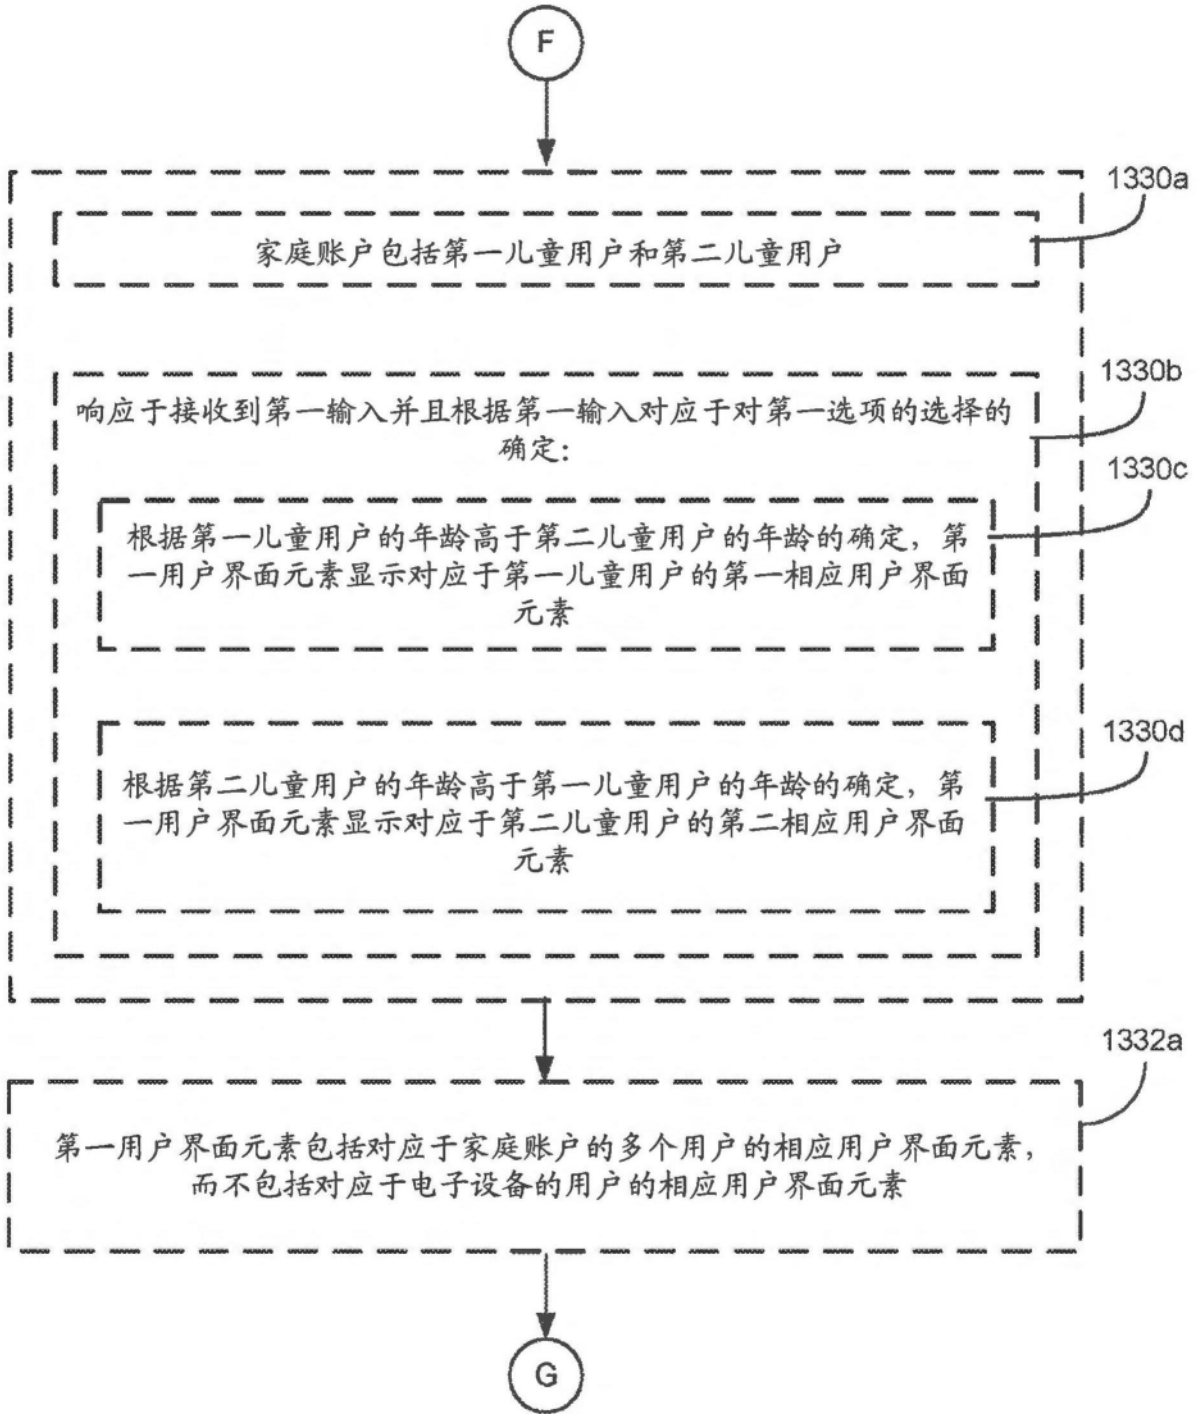 F
1330a
家庭账户包括第一儿童用户和第二儿童用户
1330b
响应于接收到第一输入并且根据第一输入对应于对第一选项的选择的
确定：
1330c
根据第一儿童用户的年龄高于第二儿童用户的年龄的确定，第
一用户界面元素显示对应于第一儿童用户的第一相应用户界面
元素
1330d
根据第二儿童用户的年龄高于第一儿童用户的年龄的确定，第
一用户界面元素显示对应于第二儿童用户的第二相应用户界面
元素
1332a
第一用户界面元素包括对应于家庭账户的多个用户的相应用户界面元素，
而不包括对应于电子设备的用户的相应用户界面元素
G